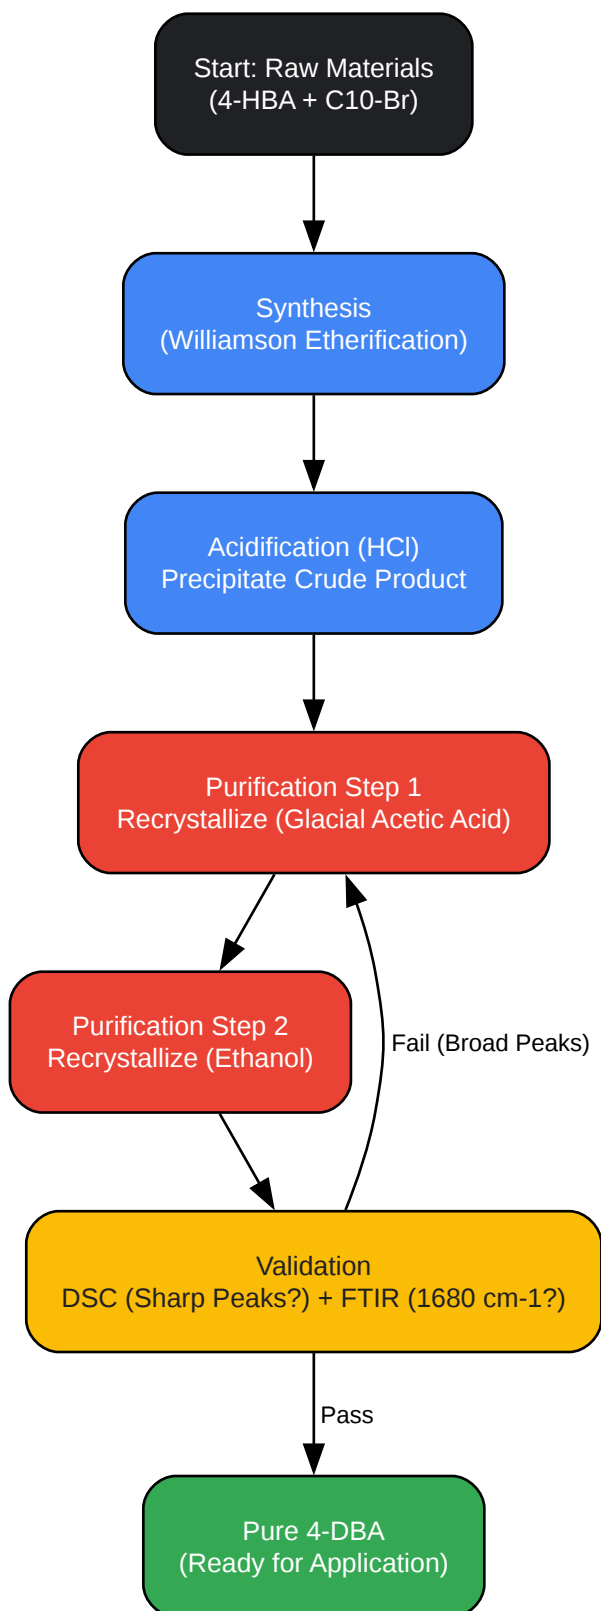 Start: Raw Materials
(4-HBA + C10-Br)
Synthesis
(Williamson Etherification)
Acidification (HCl)
Precipitate Crude Product
Purification Step 1
Recrystallize (Glacial Acetic Acid)
Purification Step 2
Recrystallize (Ethanol)
Fail (Broad Peaks)
Validation
DSC (Sharp Peaks?) + FTIR (1680 cm-1?)
Pass
Pure 4-DBA
(Ready for Application)